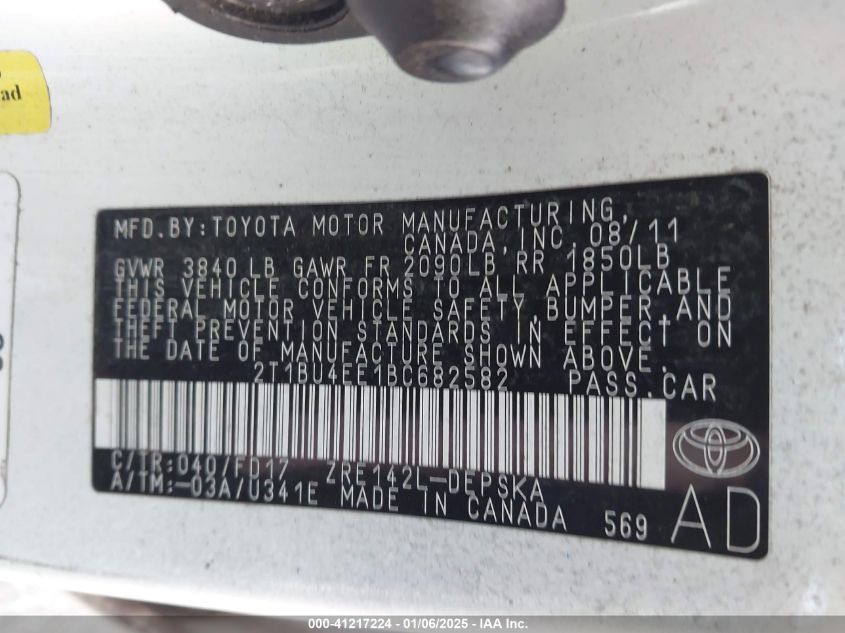 ad
MFD.BY:TOYOTA MOTOR MANUFACTURING,
CANADA, INC. 08/11
GVWR 3840 LB GAWR FR 2090LB RR 1850LB
THIS VEHICLE CONFORMS TO ALL APPLICABLE
FEDERAL MOTOR VEHICLE SAFETY,BUMPER,AND
THEFT PREVENTION STANDARDS IN EFFECT ON
THE DATE OF MANUFACTURE SHOWN ABOVE.
2T1BU4EE1BC682582 PASS.CAR
C/TR:040/FD17 ZRE142L-DEPSKA
A/TM:-03A/U341E MADE IN CANADA 569 AD
000-41217224 - 01/06/2025 - IAA Inc.